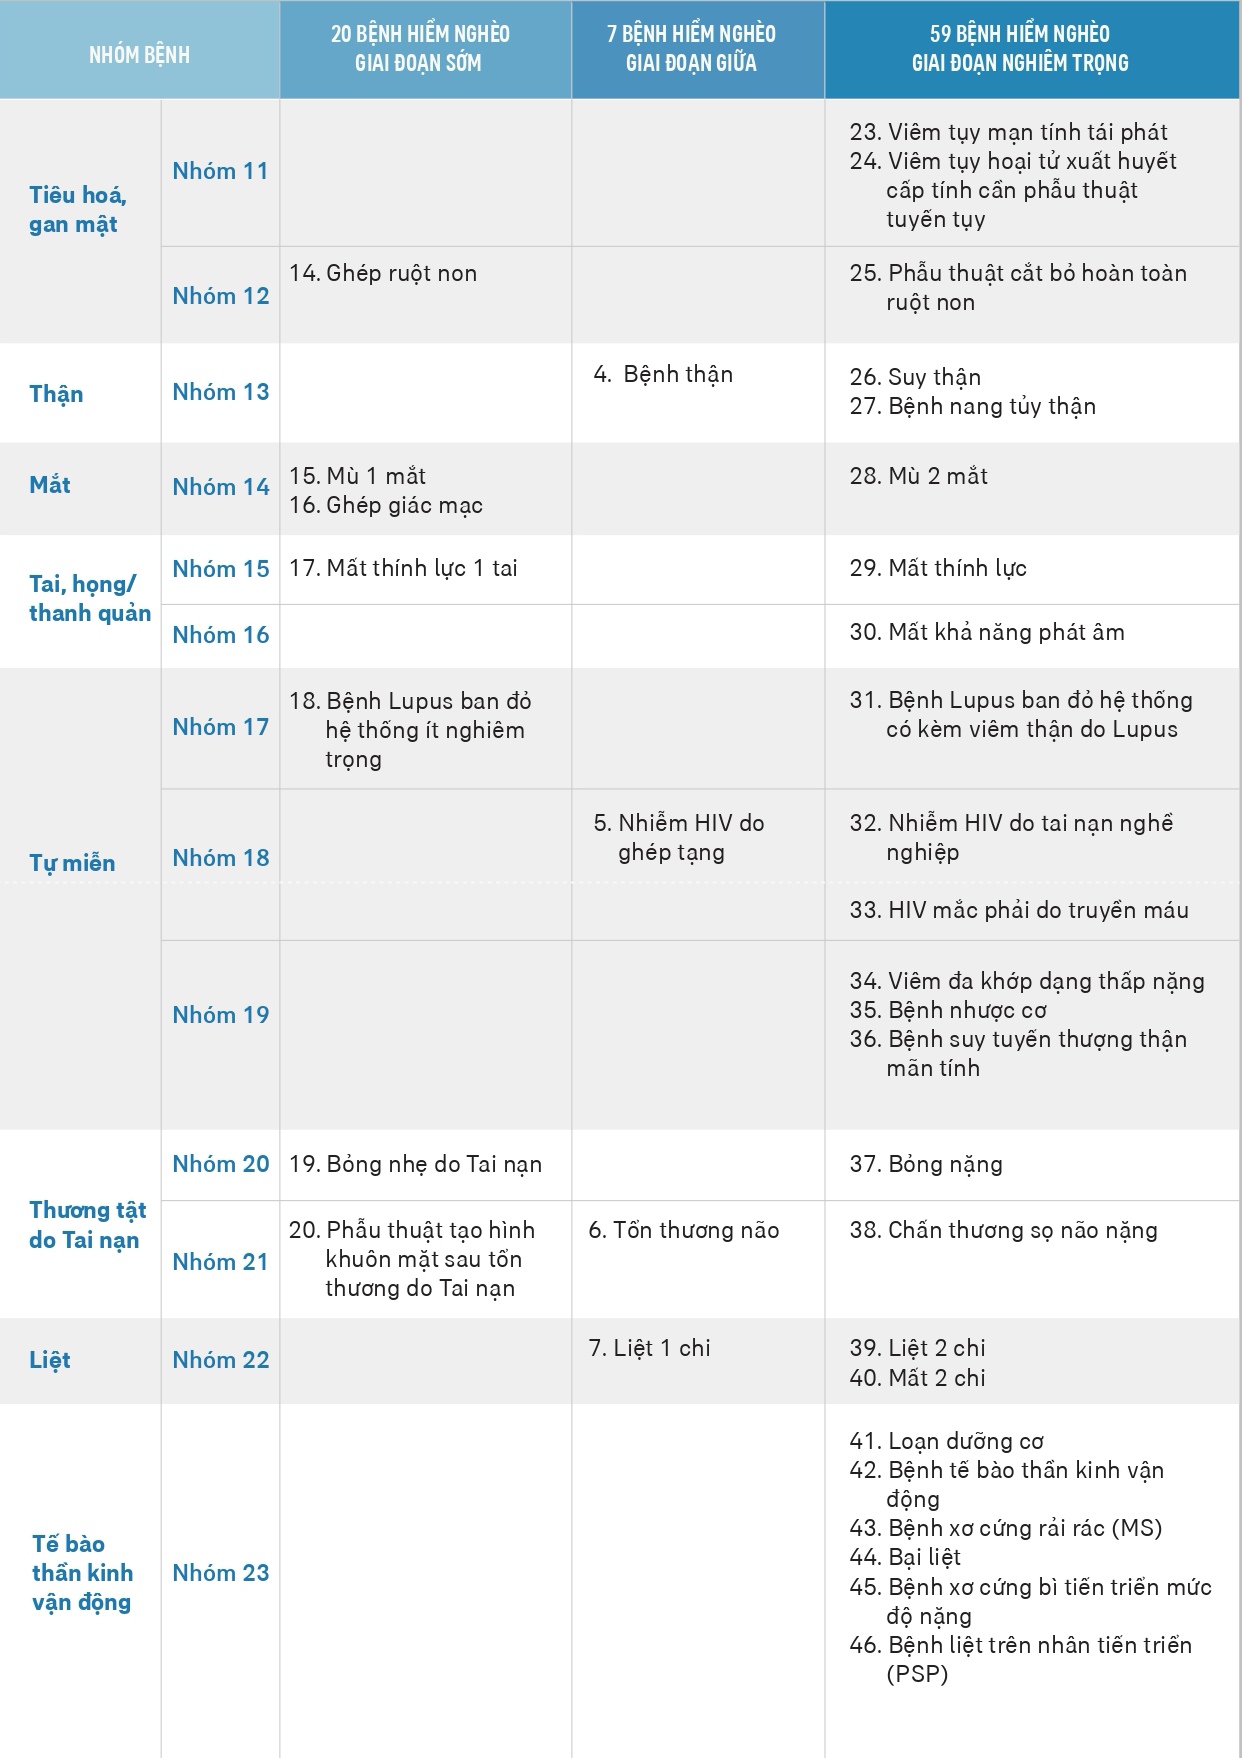 NHÓM BỆNH
20 BỆNH HIỂM NGHÈO
GIAI ĐOẠN SỚM
7 BỆNH HIỂM NGHÈO
GIAI ĐOẠN GIỮA
59 BỆNH HIỂM NGHÈO
GIAI ĐOẠN NGHIÊM TRỌNG
Tiêu hoá,
gan mật
Nhóm 11
23. Viêm tụy mạn tính tái phát
24. Viêm tụy hoại tử xuất huyết
cấp tính cần phẫu thuật
tuyến tụy
Nhóm 12
14. Ghép ruột non
25. Phẫu thuật cắt bỏ hoàn toàn
ruột non
Thận
Nhóm 13
4. Bệnh thận
26. Suy thận
27. Bệnh nang tủy thận
Mắt
Nhóm 14
15. Mù 1 mắt
16. Ghép giác mạc
28. Mù 2 mắt
Tai, họng/
thanh quản
Nhóm 15
17. Mất thính lực 1 tai
29. Mất thính lực
Nhóm 16
30. Mất khả năng phát âm
Tự miễn
Nhóm 17
18. Bệnh Lupus ban đỏ
hệ thống ít nghiêm
trọng
31. Bệnh Lupus ban đỏ hệ thống
có kèm viêm thận do Lupus
Nhóm 18
5. Nhiễm HIV do
ghép tạng
32. Nhiễm HIV do tai nạn nghề
nghiệp
33. HIV mắc phải do truyền máu
Nhóm 19
34. Viêm đa khớp dạng thấp nặng
35. Bệnh nhược cơ
36. Bệnh suy tuyến thượng thận
mãn tính
Thương tật
do Tai nạn
Nhóm 20
19. Bỏng nhẹ do Tai nạn
37. Bỏng nặng
Nhóm 21
20. Phẫu thuật tạo hình
khuôn mặt sau tổn
thương do Tai nạn
6. Tổn thương não
38. Chấn thương sọ não nặng
Liệt
Nhóm 22
7. Liệt 1 chi
39. Liệt 2 chi
40. Mất 2 chi
Tế bào
thần kinh
vận động
Nhóm 23
41. Loạn dưỡng cơ
42. Bệnh tế bào thần kinh vận
động
43. Bệnh xơ cứng rải rác (MS)
44. Bại liệt
45. Bệnh xơ cứng bì tiến triển mức
độ nặng
46. Bệnh liệt trên nhân tiến triển
(PSP)